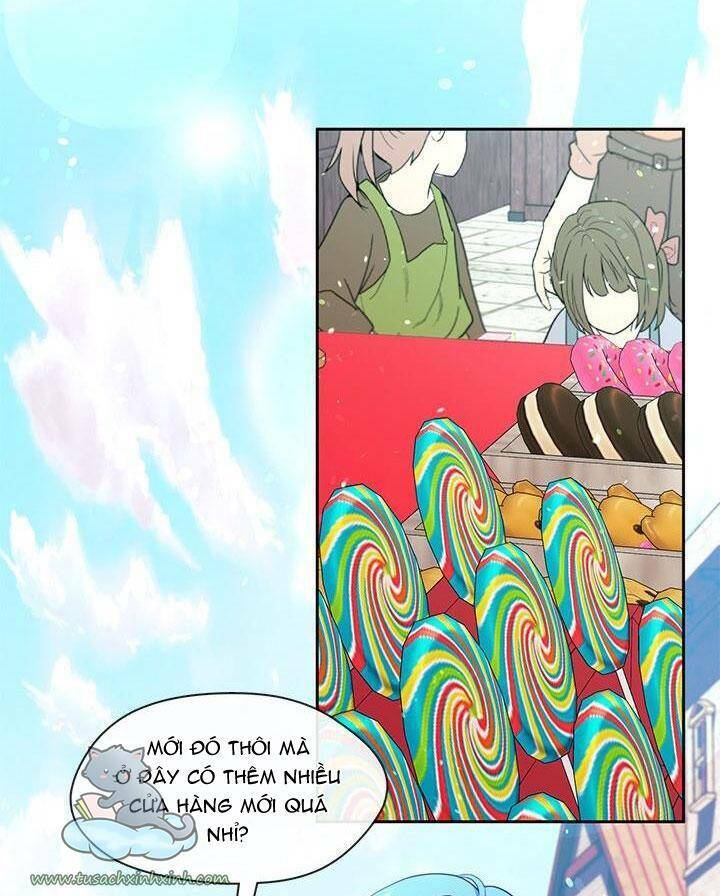 MỚI ĐÓ THÔI MÀ
Ở ĐÂY CÓ THÊM NHIỀU
CỬA HÀNG MỚI QUÁ
NHỈ?
www.tusachxinhxinh.com